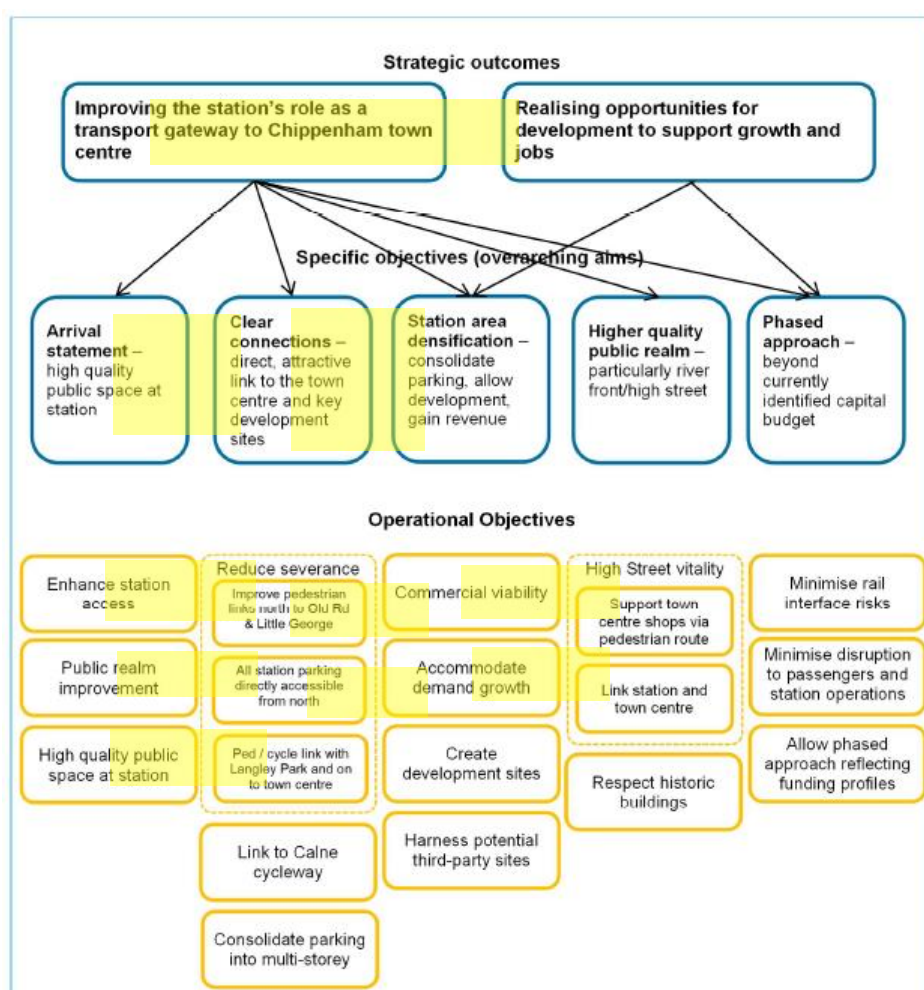 Strategic outcomes
Improving the station's role as a
transport gateway to Chippenham town
centre
Realising opportunities for
development to support growth and
jobs
Specific objectives (overarching aims)
Arrival
statement –
high quality
public space at
station
Clear
connections –
direct, attractive
link to the town
centre and key
development
sites
Station area
densification –
consolidate
parking, allow
development,
gain revenue
Higher quality
public realm –
particularly river
front/high street
Phased
approach –
beyond
currently
identified capital
budget
Operational Objectives
Enhance station
access
Public realm
improvement
High quality public
space at station
Reduce severance
Improve pedestrian
links north to Old Rd
& Little George
All station parking
directly accessible
from north
Ped / cycle link with
Langley Park and on
to town centre
Link to Calne
cycleway
Consolidate parking
into multi-storey
Commercial viability
Accommodate
demand growth
Create
development sites
Harness potential
third-party sites
High Street vitality
Support town
centre shops via
pedestrian route
Link station and
town centre
Respect historic
buildings
Minimise rail
interface risks
Minimise disruption
to passengers and
station operations
Allow phased
approach reflecting
funding profiles